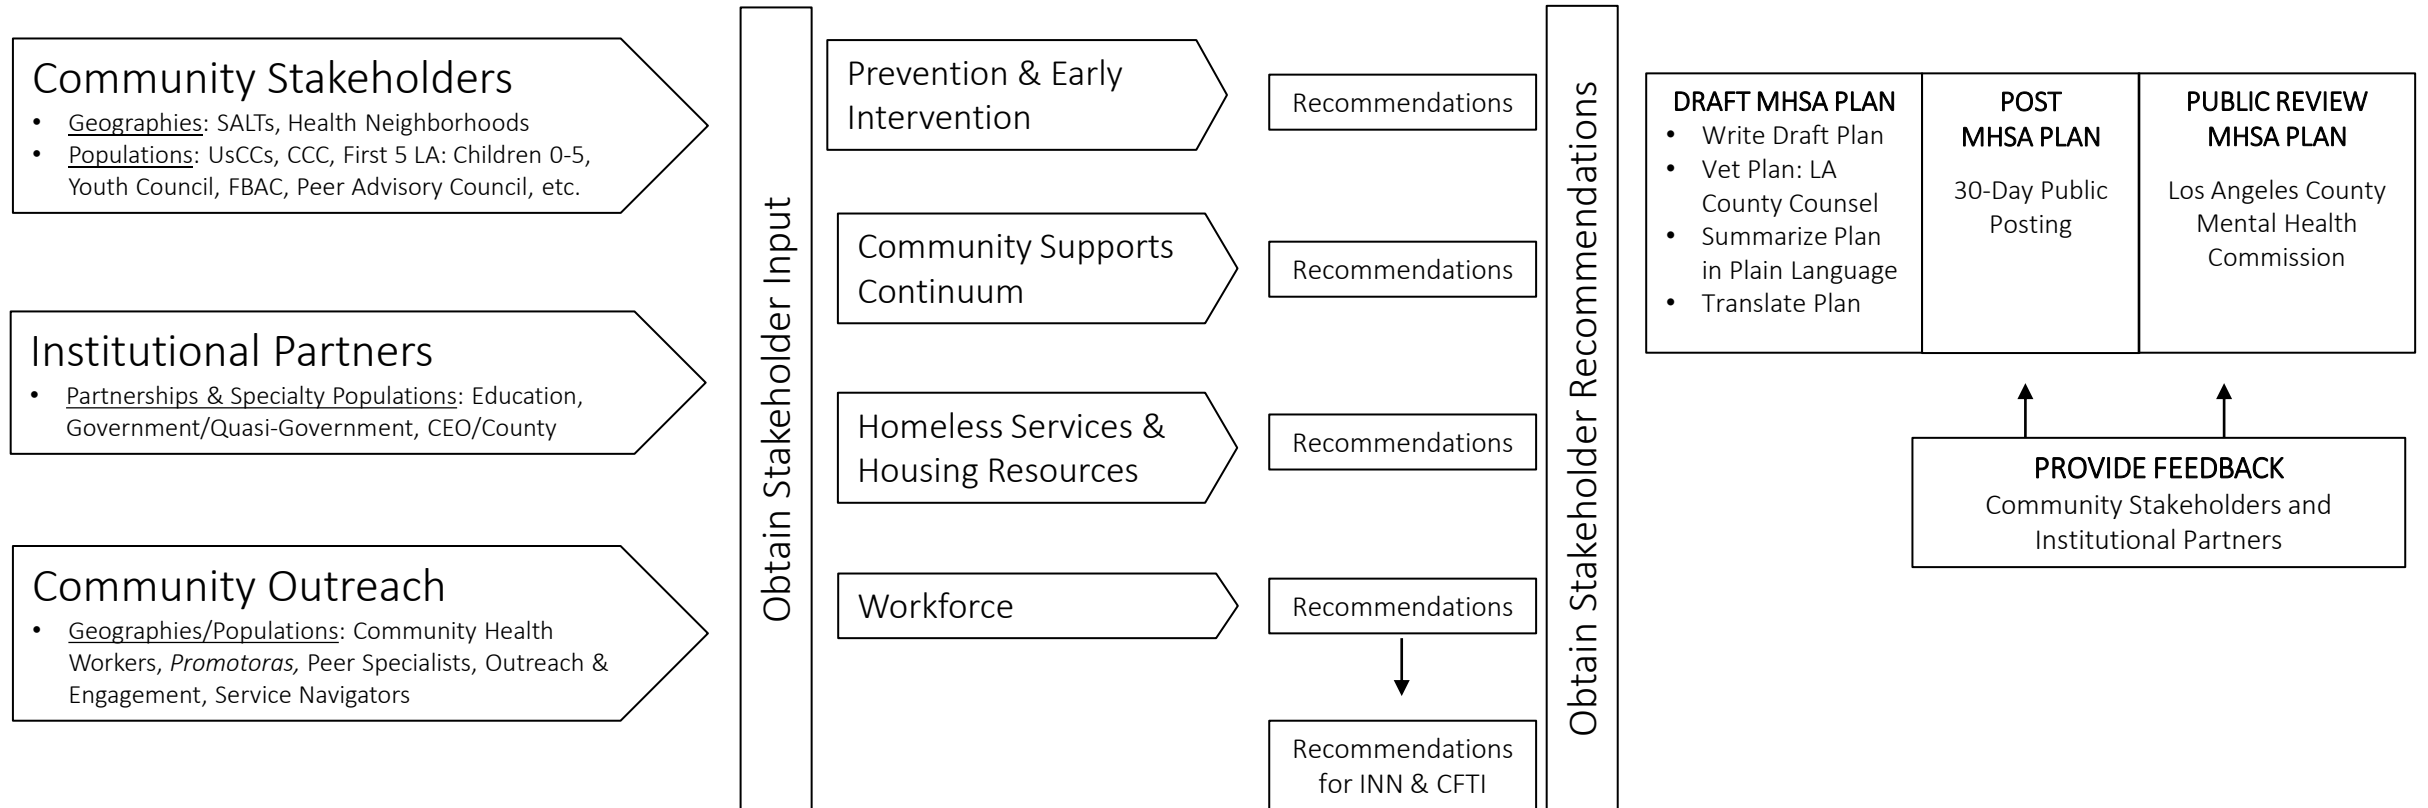 Community Stakeholders
• Geographies: SALTs, Health Neighborhoods
• Populations: UsCCs, CCC, First 5 LA: Children 0-5,
Youth Council, FBAC, Peer Advisory Council, etc.
Institutional Partners
• Partnerships & Specialty Populations: Education,
Government/Quasi-Government, CEO/County
Community Outreach
• Geographies/Populations: Community Health
Workers, Promotoras, Peer Specialists, Outreach &
Engagement, Service Navigators
Obtain Stakeholder Input
Prevention & Early
Intervention
Recommendations
Community Supports
Continuum
Recommendations
Homeless Services &
Housing Resources
Recommendations
Workforce
Recommendations
Recommendations
for INN & CFTI
Obtain Stakeholder Recommendations
DRAFT MHSA PLAN
• Write Draft Plan
• Vet Plan: LA
County Counsel
• Summarize Plan
in Plain Language
• Translate Plan
POST
MHSA PLAN
30-Day Public
Posting
PUBLIC REVIEW
MHSA PLAN
Los Angeles County
Mental Health
Commission
PROVIDE FEEDBACK
Community Stakeholders and
Institutional Partners